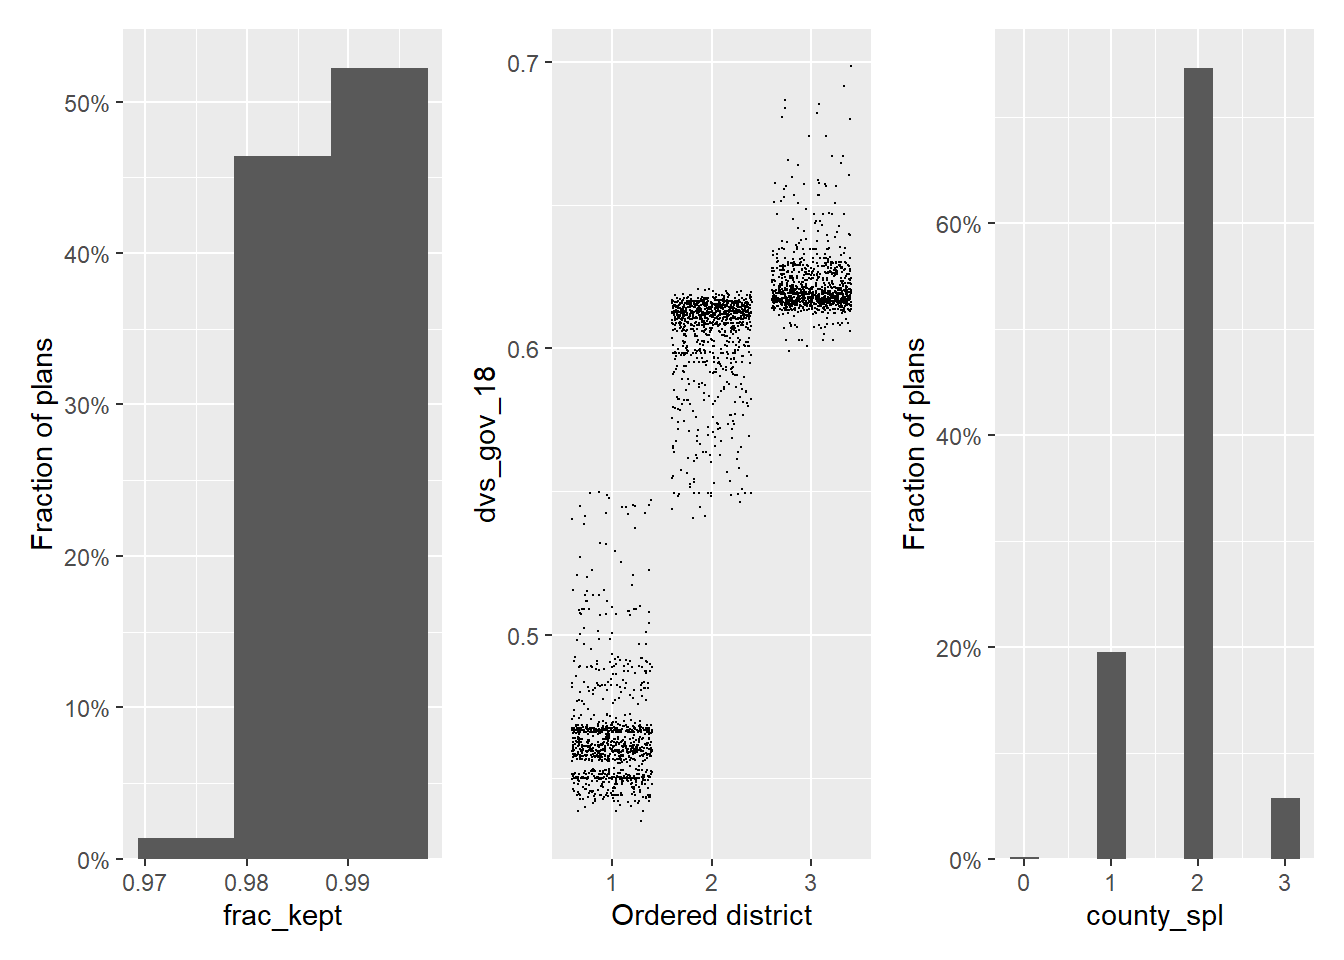 Fraction of plans
50%
40%
30%
20%
10%
0%
0.97 0.98 0.99
frac_kept
dvs_gov_18
0.7
0.6
0.5
1 2 3
Ordered district
Fraction of plans
60%
40%
20%
0%
0 1 2 3
county_spl